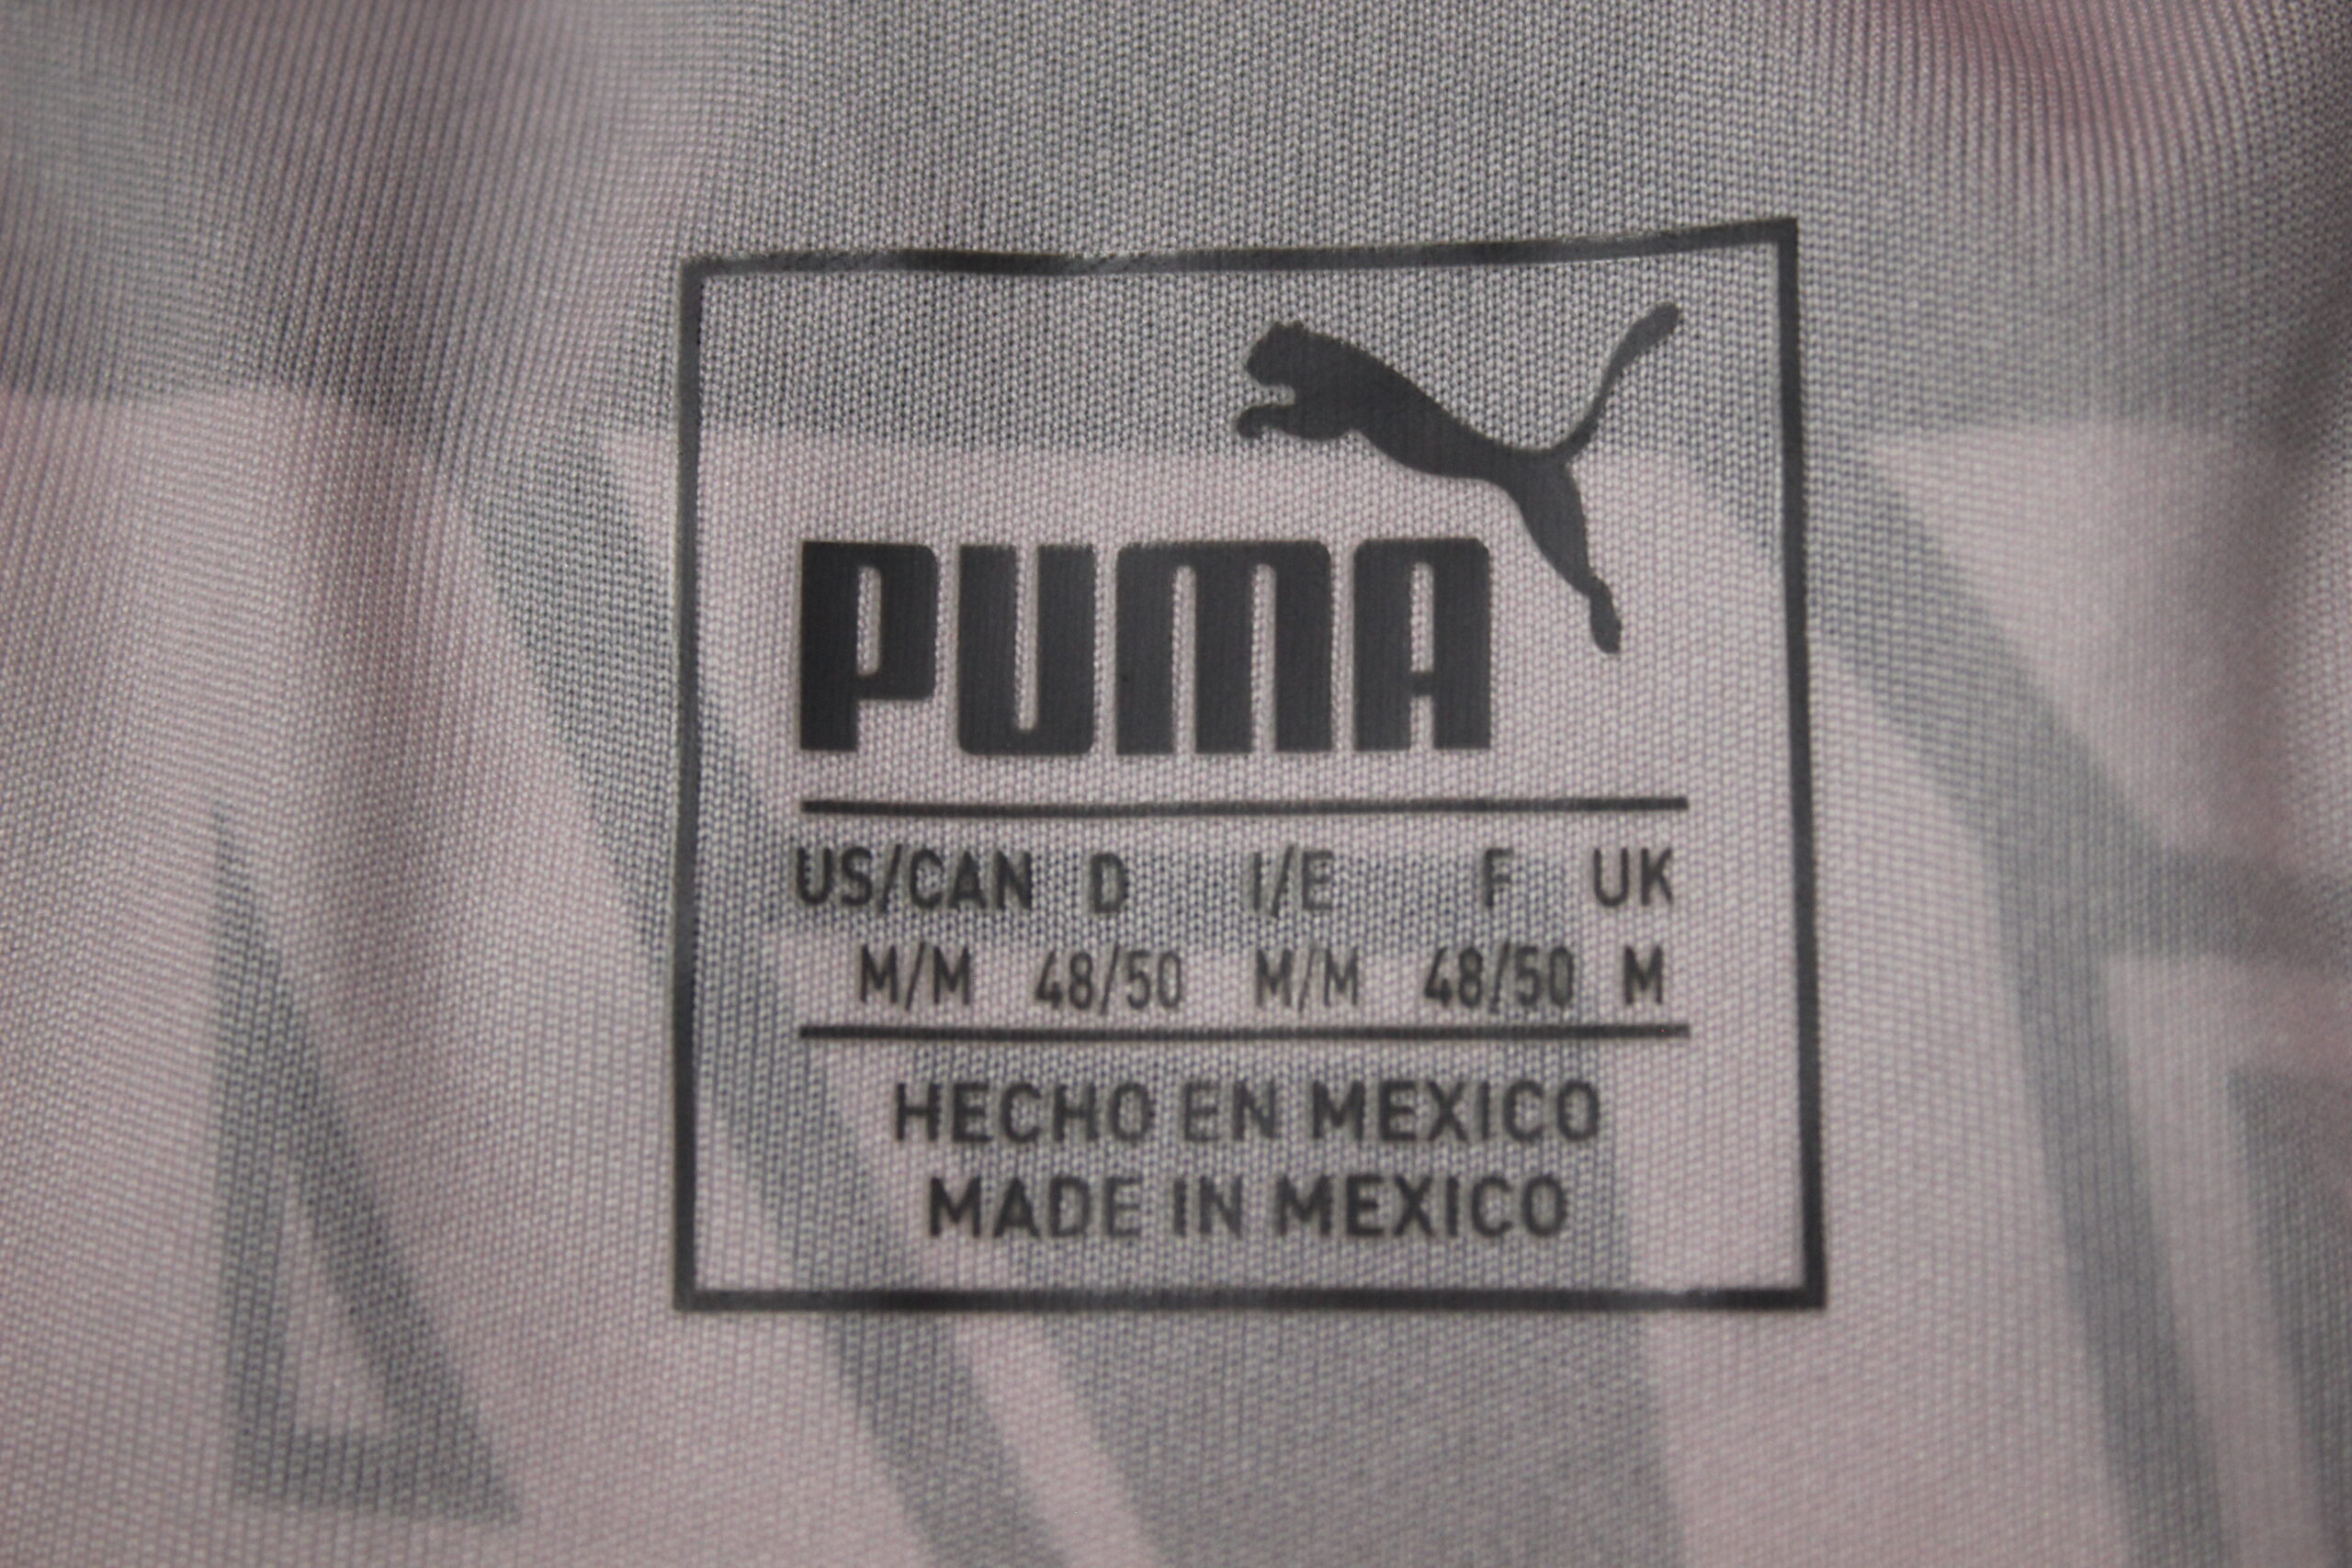 PUMA
US/CAN D I/E F UK
M/M 48/50 M/M 48/50 M
HECHO EN MEXICO
MADE IN MEXICO